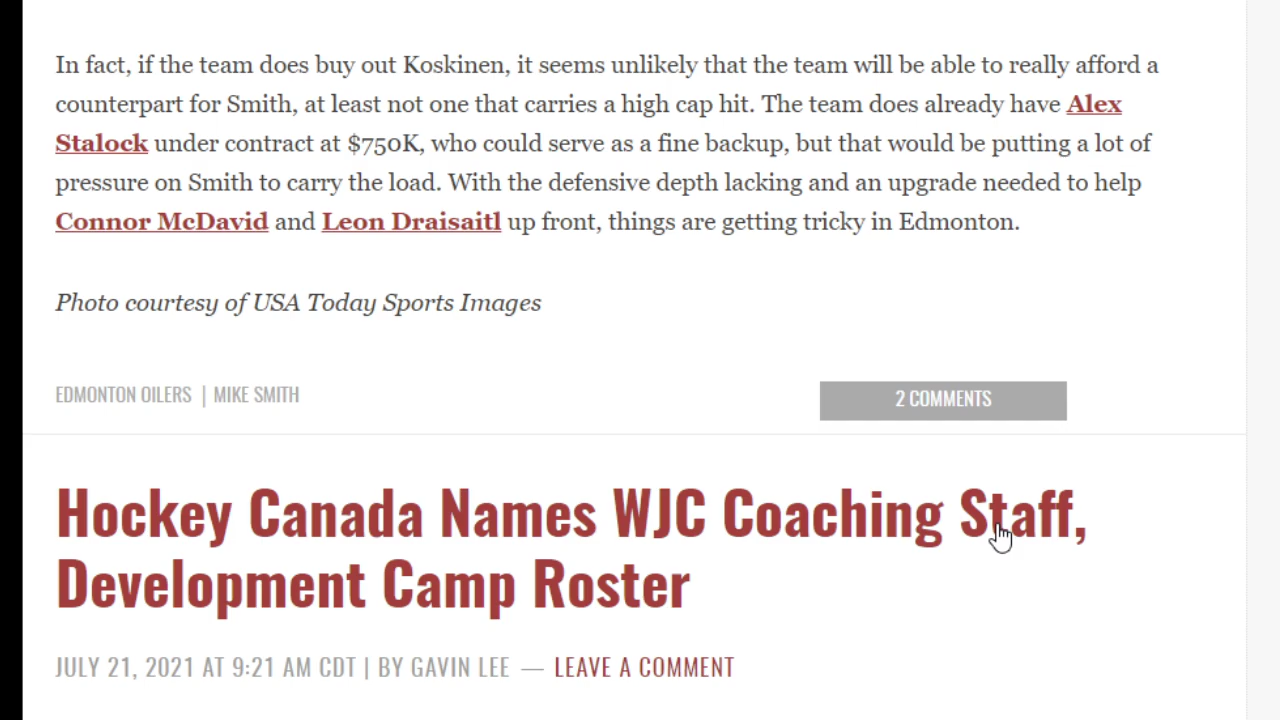 In fact, if the team does buy out Koskinen, it seems unlikely that the team will be able to really afford a
counterpart for Smith, at least not one that carries a high cap hit. The team does already have Alex
Stalock under contract at $750K, who could serve as a fine backup, but that would be putting a lot of
pressure on Smith to carry the load. With the defensive depth lacking and an upgrade needed to help
Connor McDavid and Leon Draisaitl up front, things are getting tricky in Edmonton.
Photo courtesy of USA Today Sports Images
EDMONTON OILERS | MIKE SMITH
2 COMMENTS
Hockey Canada Names WJC Coaching Staff,
Development Camp Roster
JULY 21, 2021 AT 9:21 AM CDT | BY GAVIN LEE — LEAVE A COMMENT